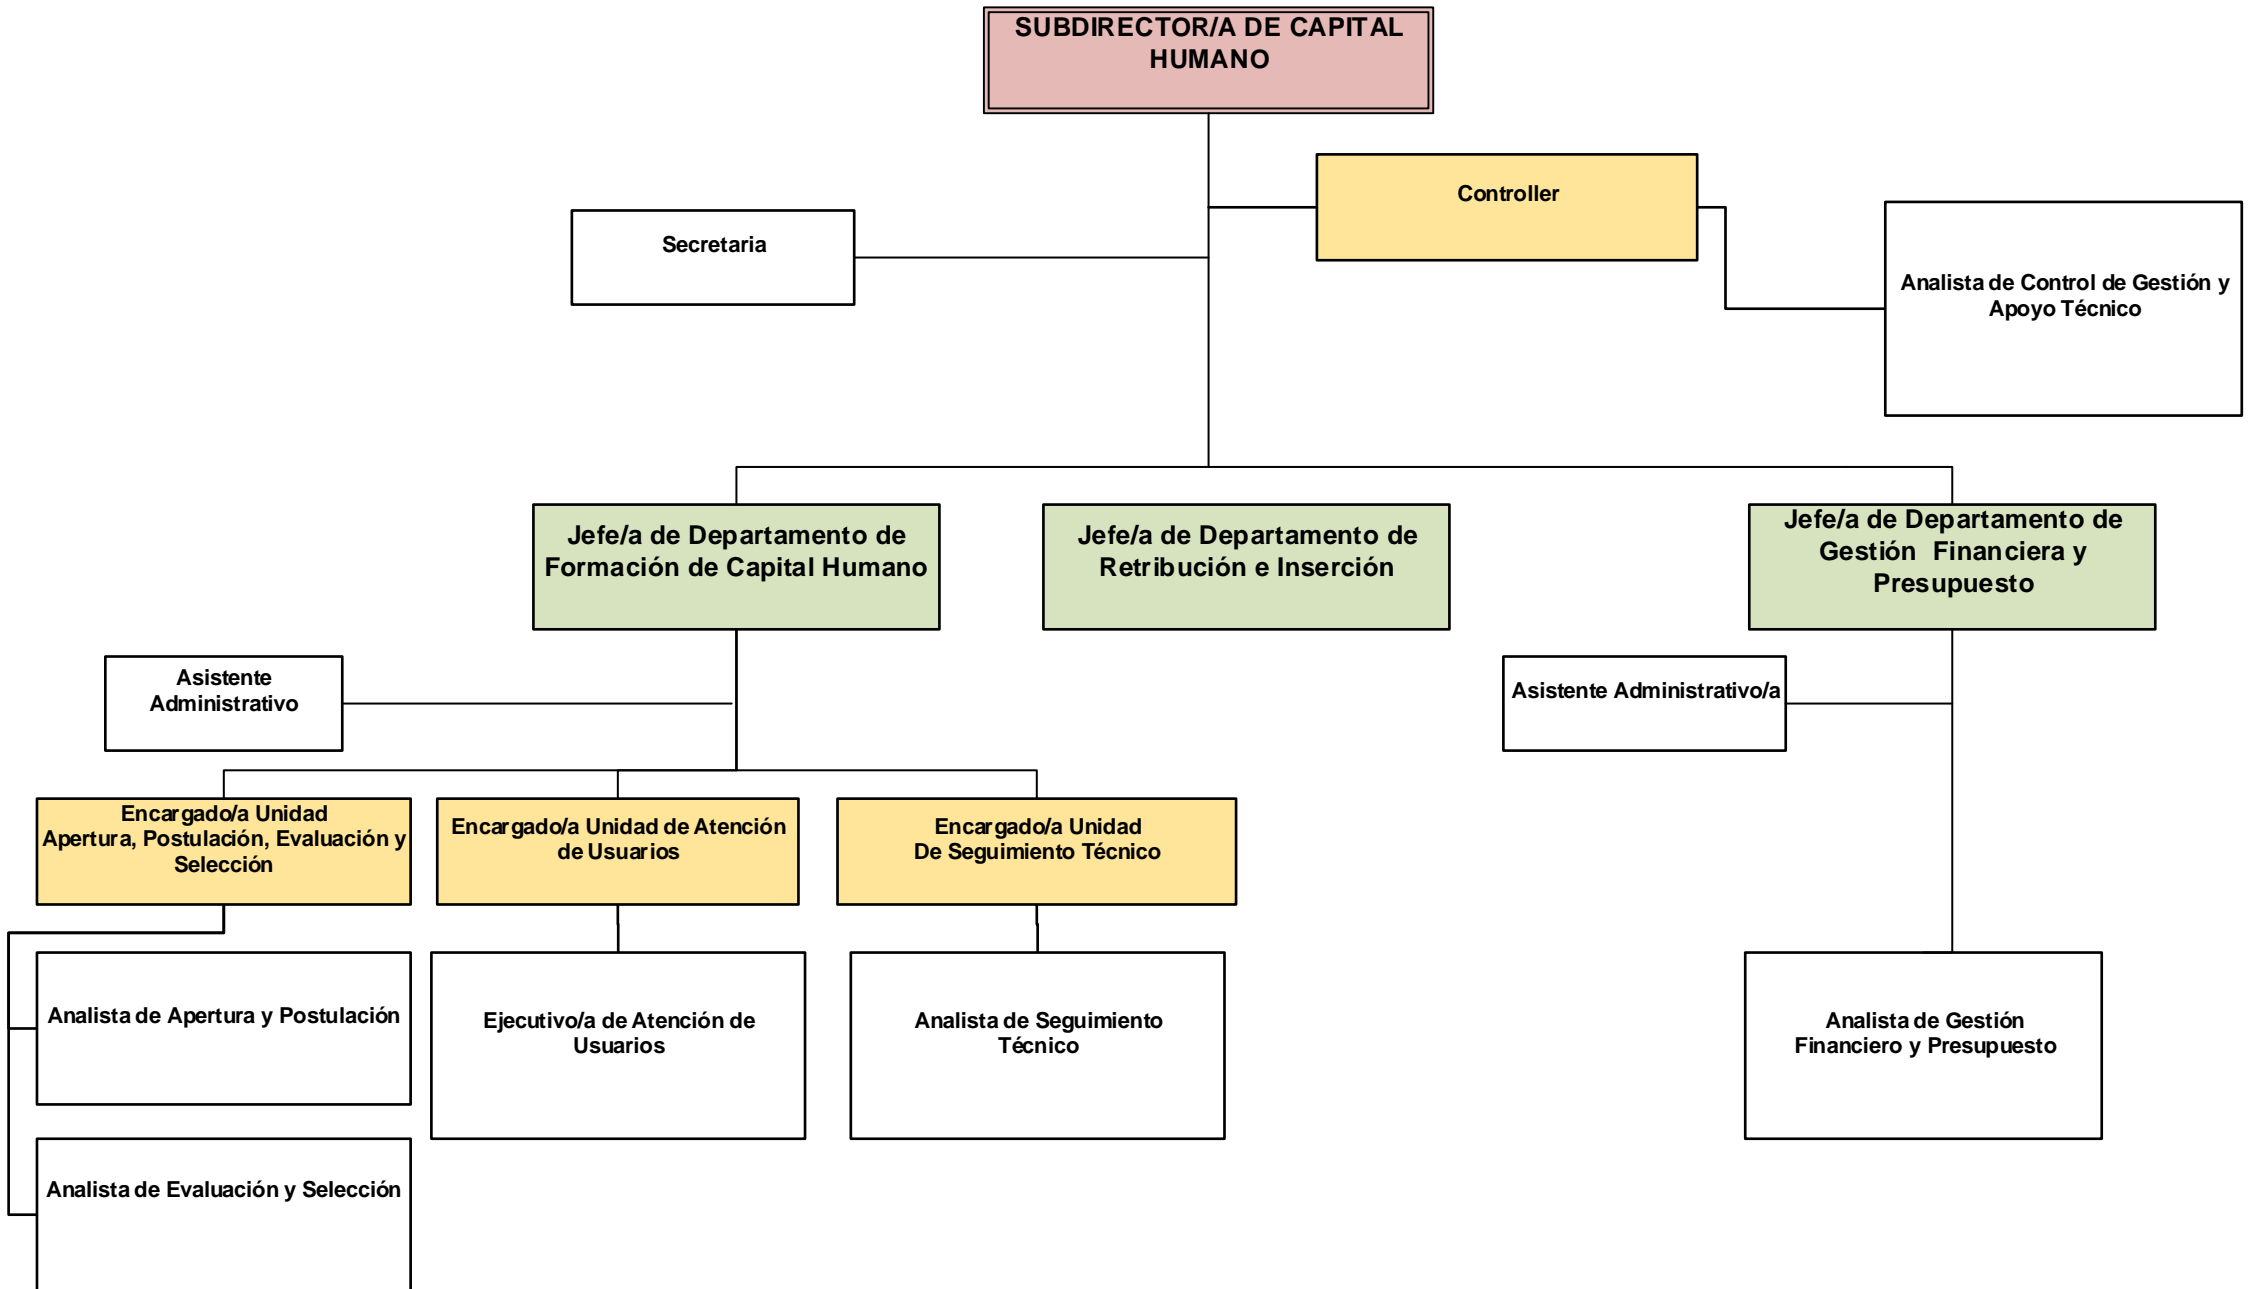 SUBDIRECTOR/A DE CAPITAL
HUMANO
Controller
Secretaria
Analista de Control de Gestión y
Apoyo Técnico
Jefe/a de Departamento de
Formación de Capital Humano
Jefe/a de Departamento de
Retribución e Inserción
Jefe/a de Departamento de
Gestión Financiera y
Presupuesto
Asistente
Administrativo
Asistente Administrativo/a
Encargado/a Unidad
Apertura, Postulación, Evaluación y
Selección
Encargado/a Unidad de Atención
de Usuarios
Encargado/a Unidad
De Seguimiento Técnico
Analista de Apertura y Postulación
Ejecutivo/a de Atención de
Usuarios
Analista de Seguimiento
Técnico
Analista de Gestión
Financiero y Presupuesto
Analista de Evaluación y Selección